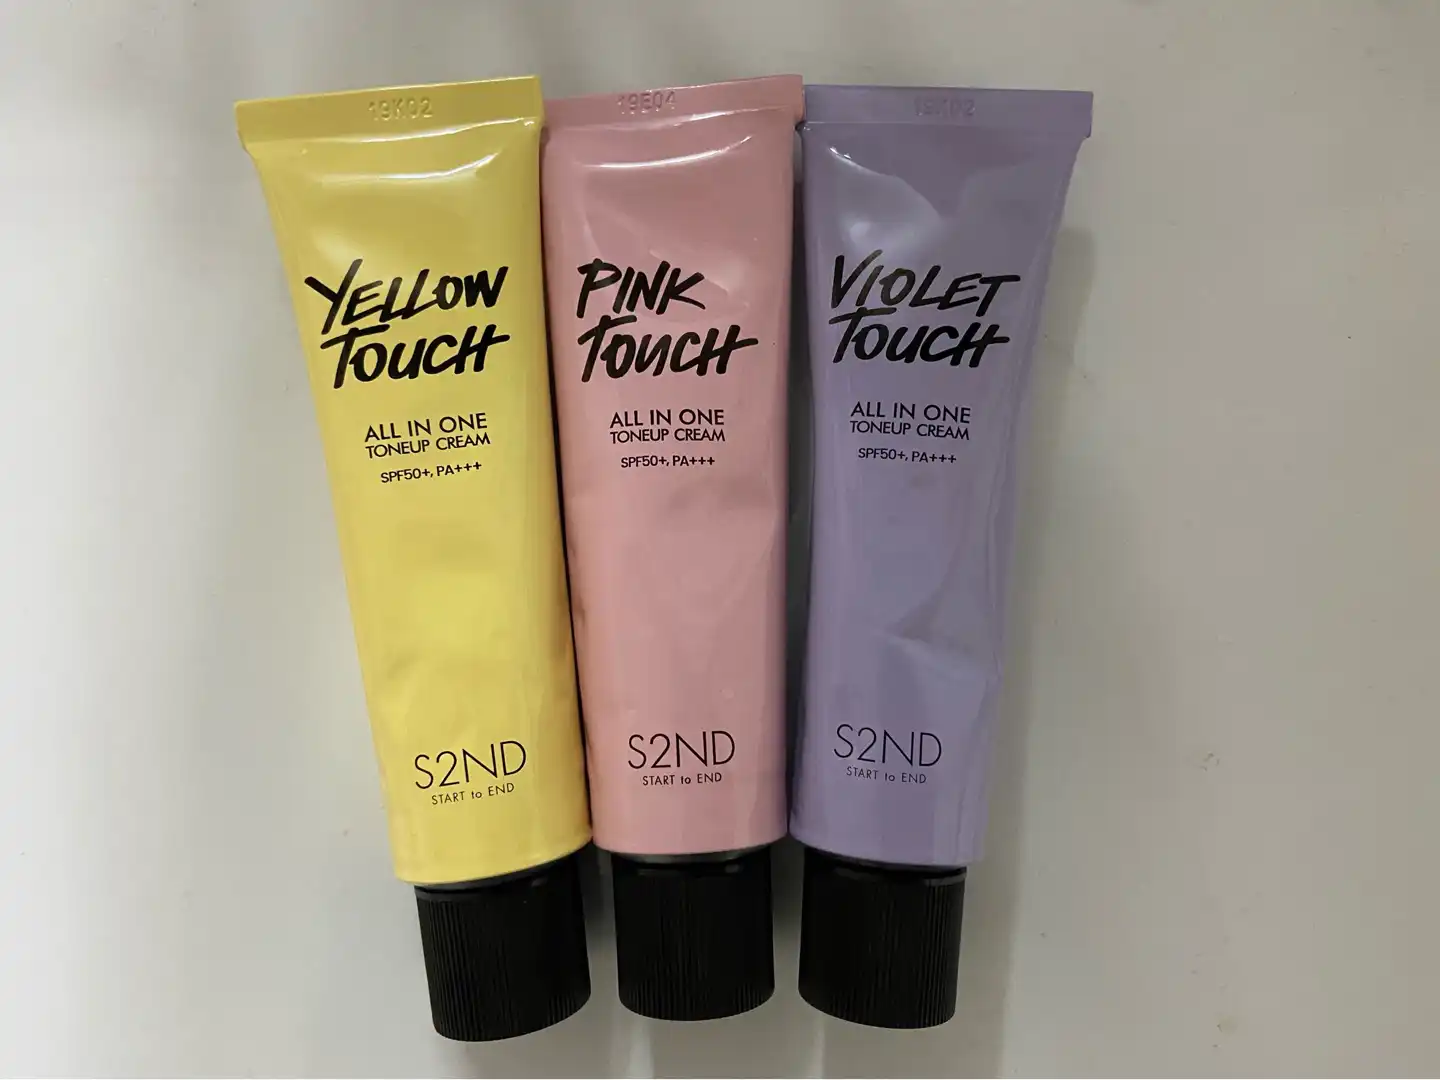 19K02
YELLOW
TOUCH
ALL IN ONE
TONEUP CREAM
SPF50+, PA+++
S2ND
START to END
19E04
PINK
TOUCH
ALL IN ONE
TONEUP CREAM
SPF50+, PA+++
S2ND
START to END
19K02
VIOLET
TOUCH
ALL IN ONE
TONEUP CREAM
SPF50+, PA+++
S2ND
START to END